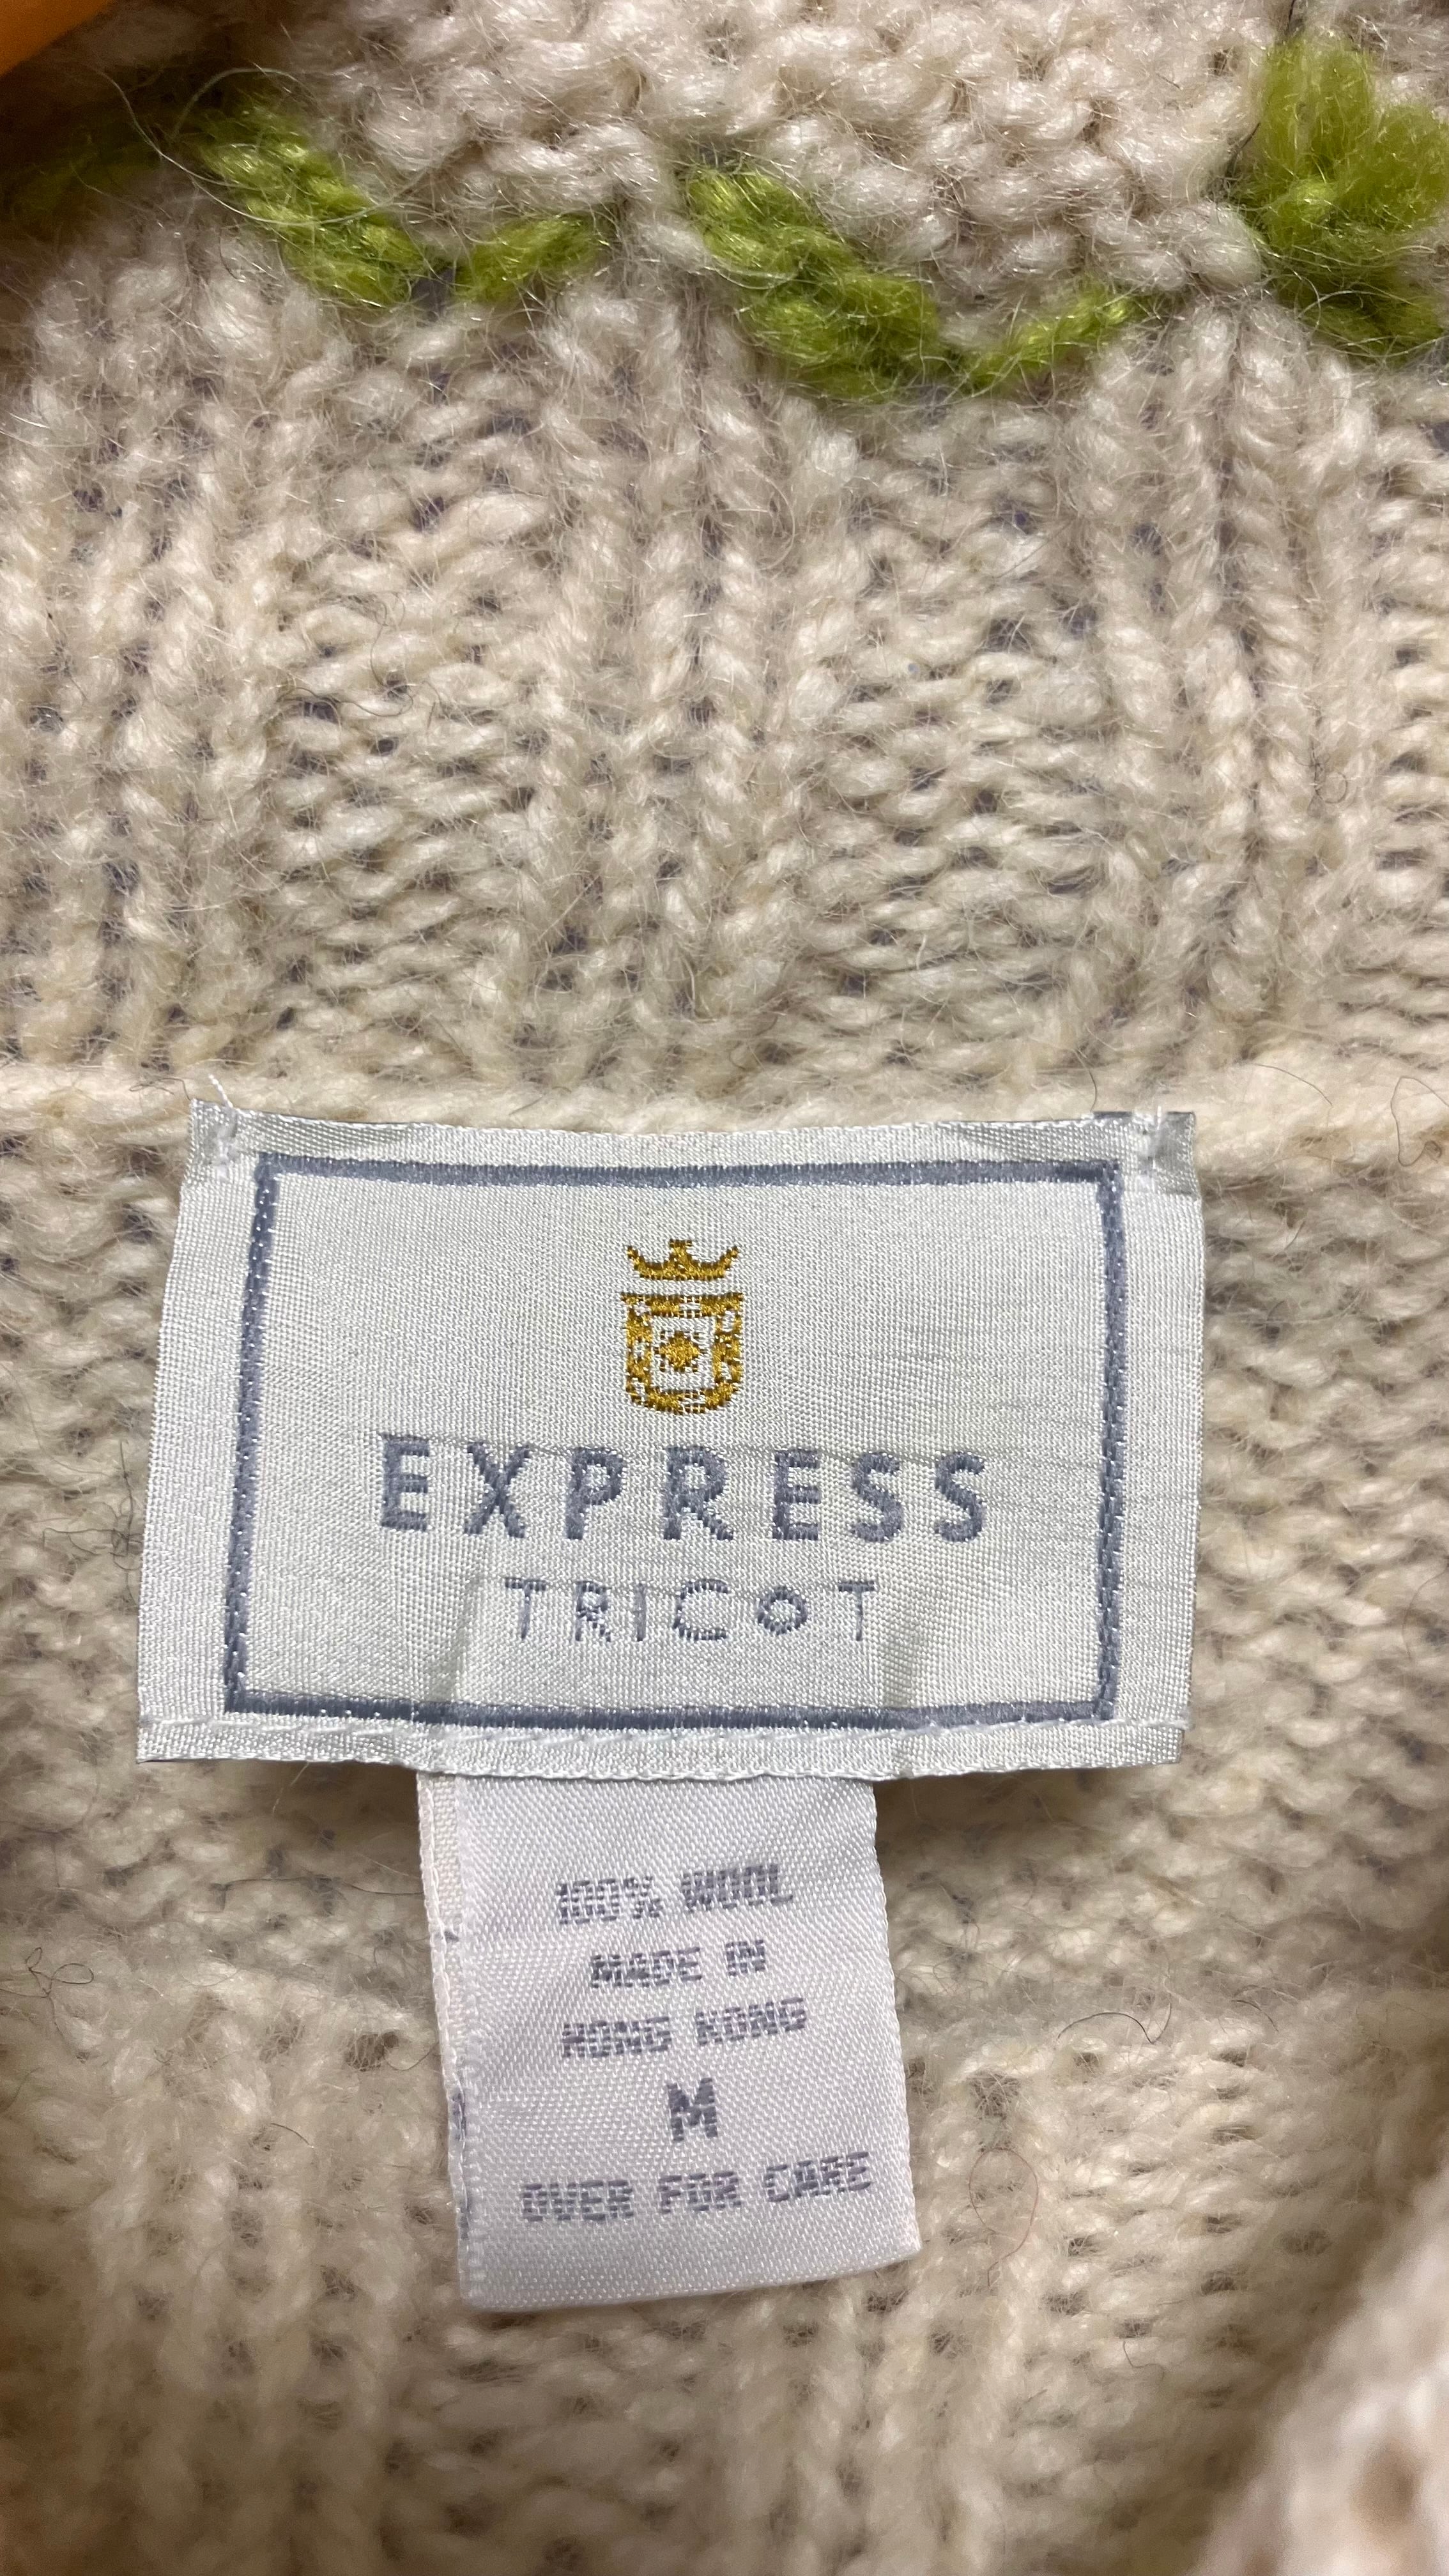 EXPRESS
TRICOT
100% WOOL
MADE IN
HONG KONG
M
OVER FOR CARE